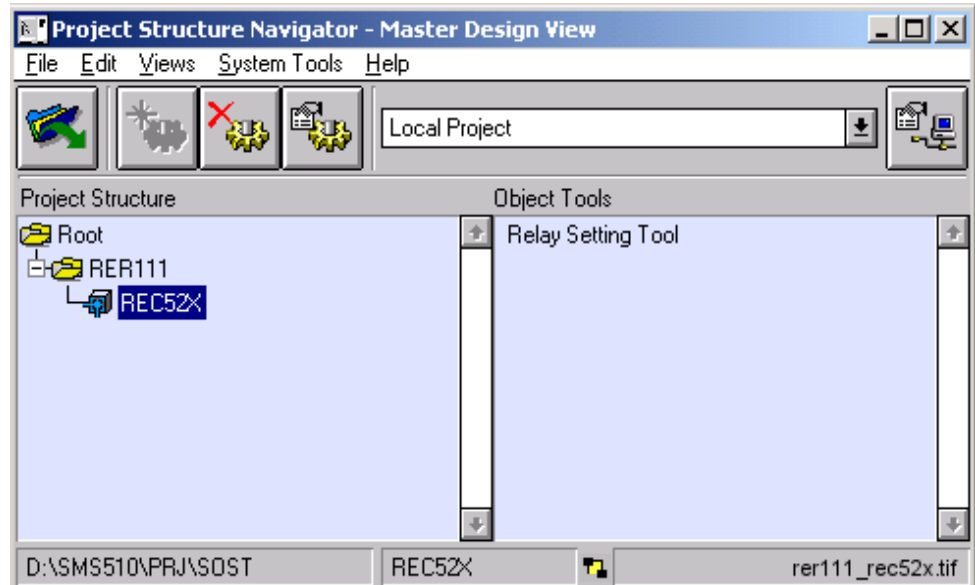 Project Structure Navigator - Master Design View
File Edit Views System Tools Help
Local Project
Project Structure
Object Tools
Root
Relay Setting Tool
RER111
REC52X
D:\SMS510\PRJ\SOST
REC52X
rer111_rec52x.tif